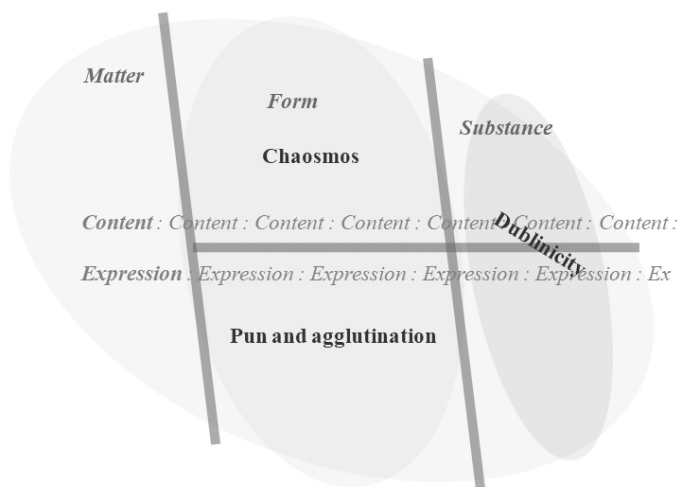 Matter
Form
Substance
Chaosmos
Content : Content : Content : Content : Content : Content : Content :
Dublinicity
Expression : Expression : Expression : Expression : Expression : Ex
Pun and agglutination